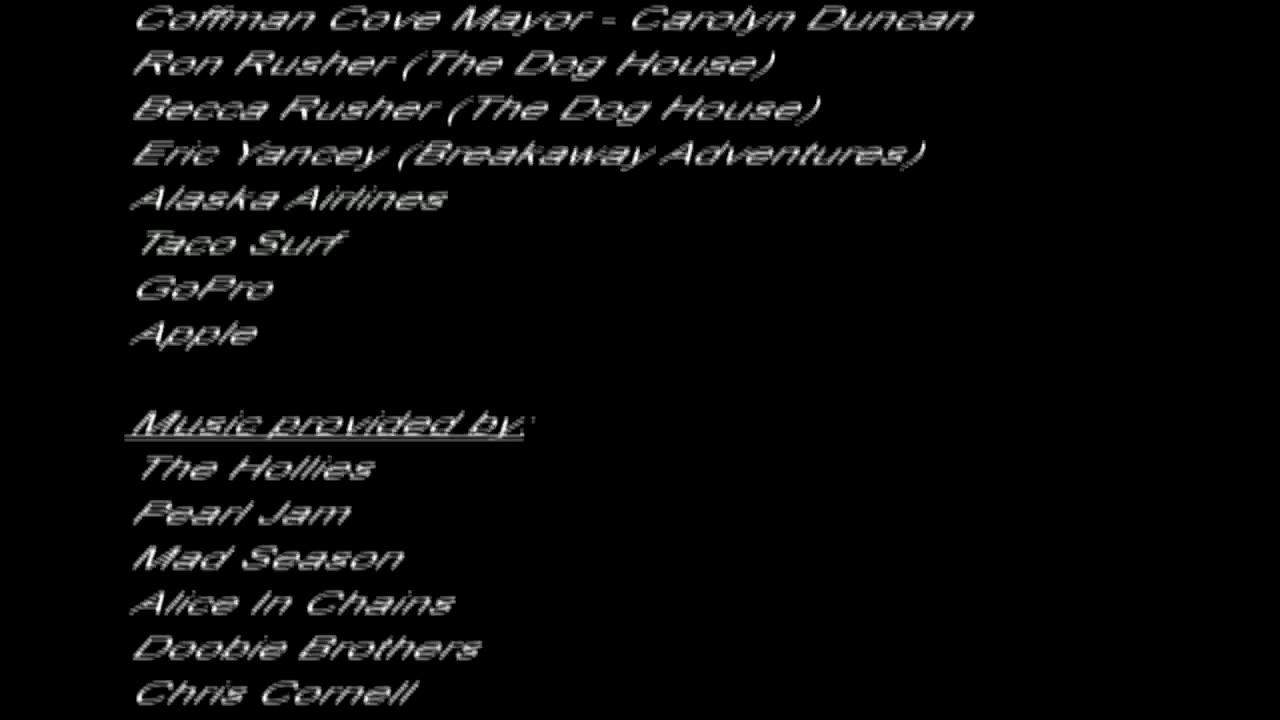 Coffman Cove Mayor - Carolyn Duncan
Ron Rusher (The Dog House)
Becca Rusher (The Dog House)
Eric Yancey (Breakaway Adventures)
Alaska Airlines
Taco Surf
GoPro
Apple
Music provided by:
The Hollies
Pearl Jam
Mad Season
Alice In Chains
Doobie Brothers
Chris Cornell